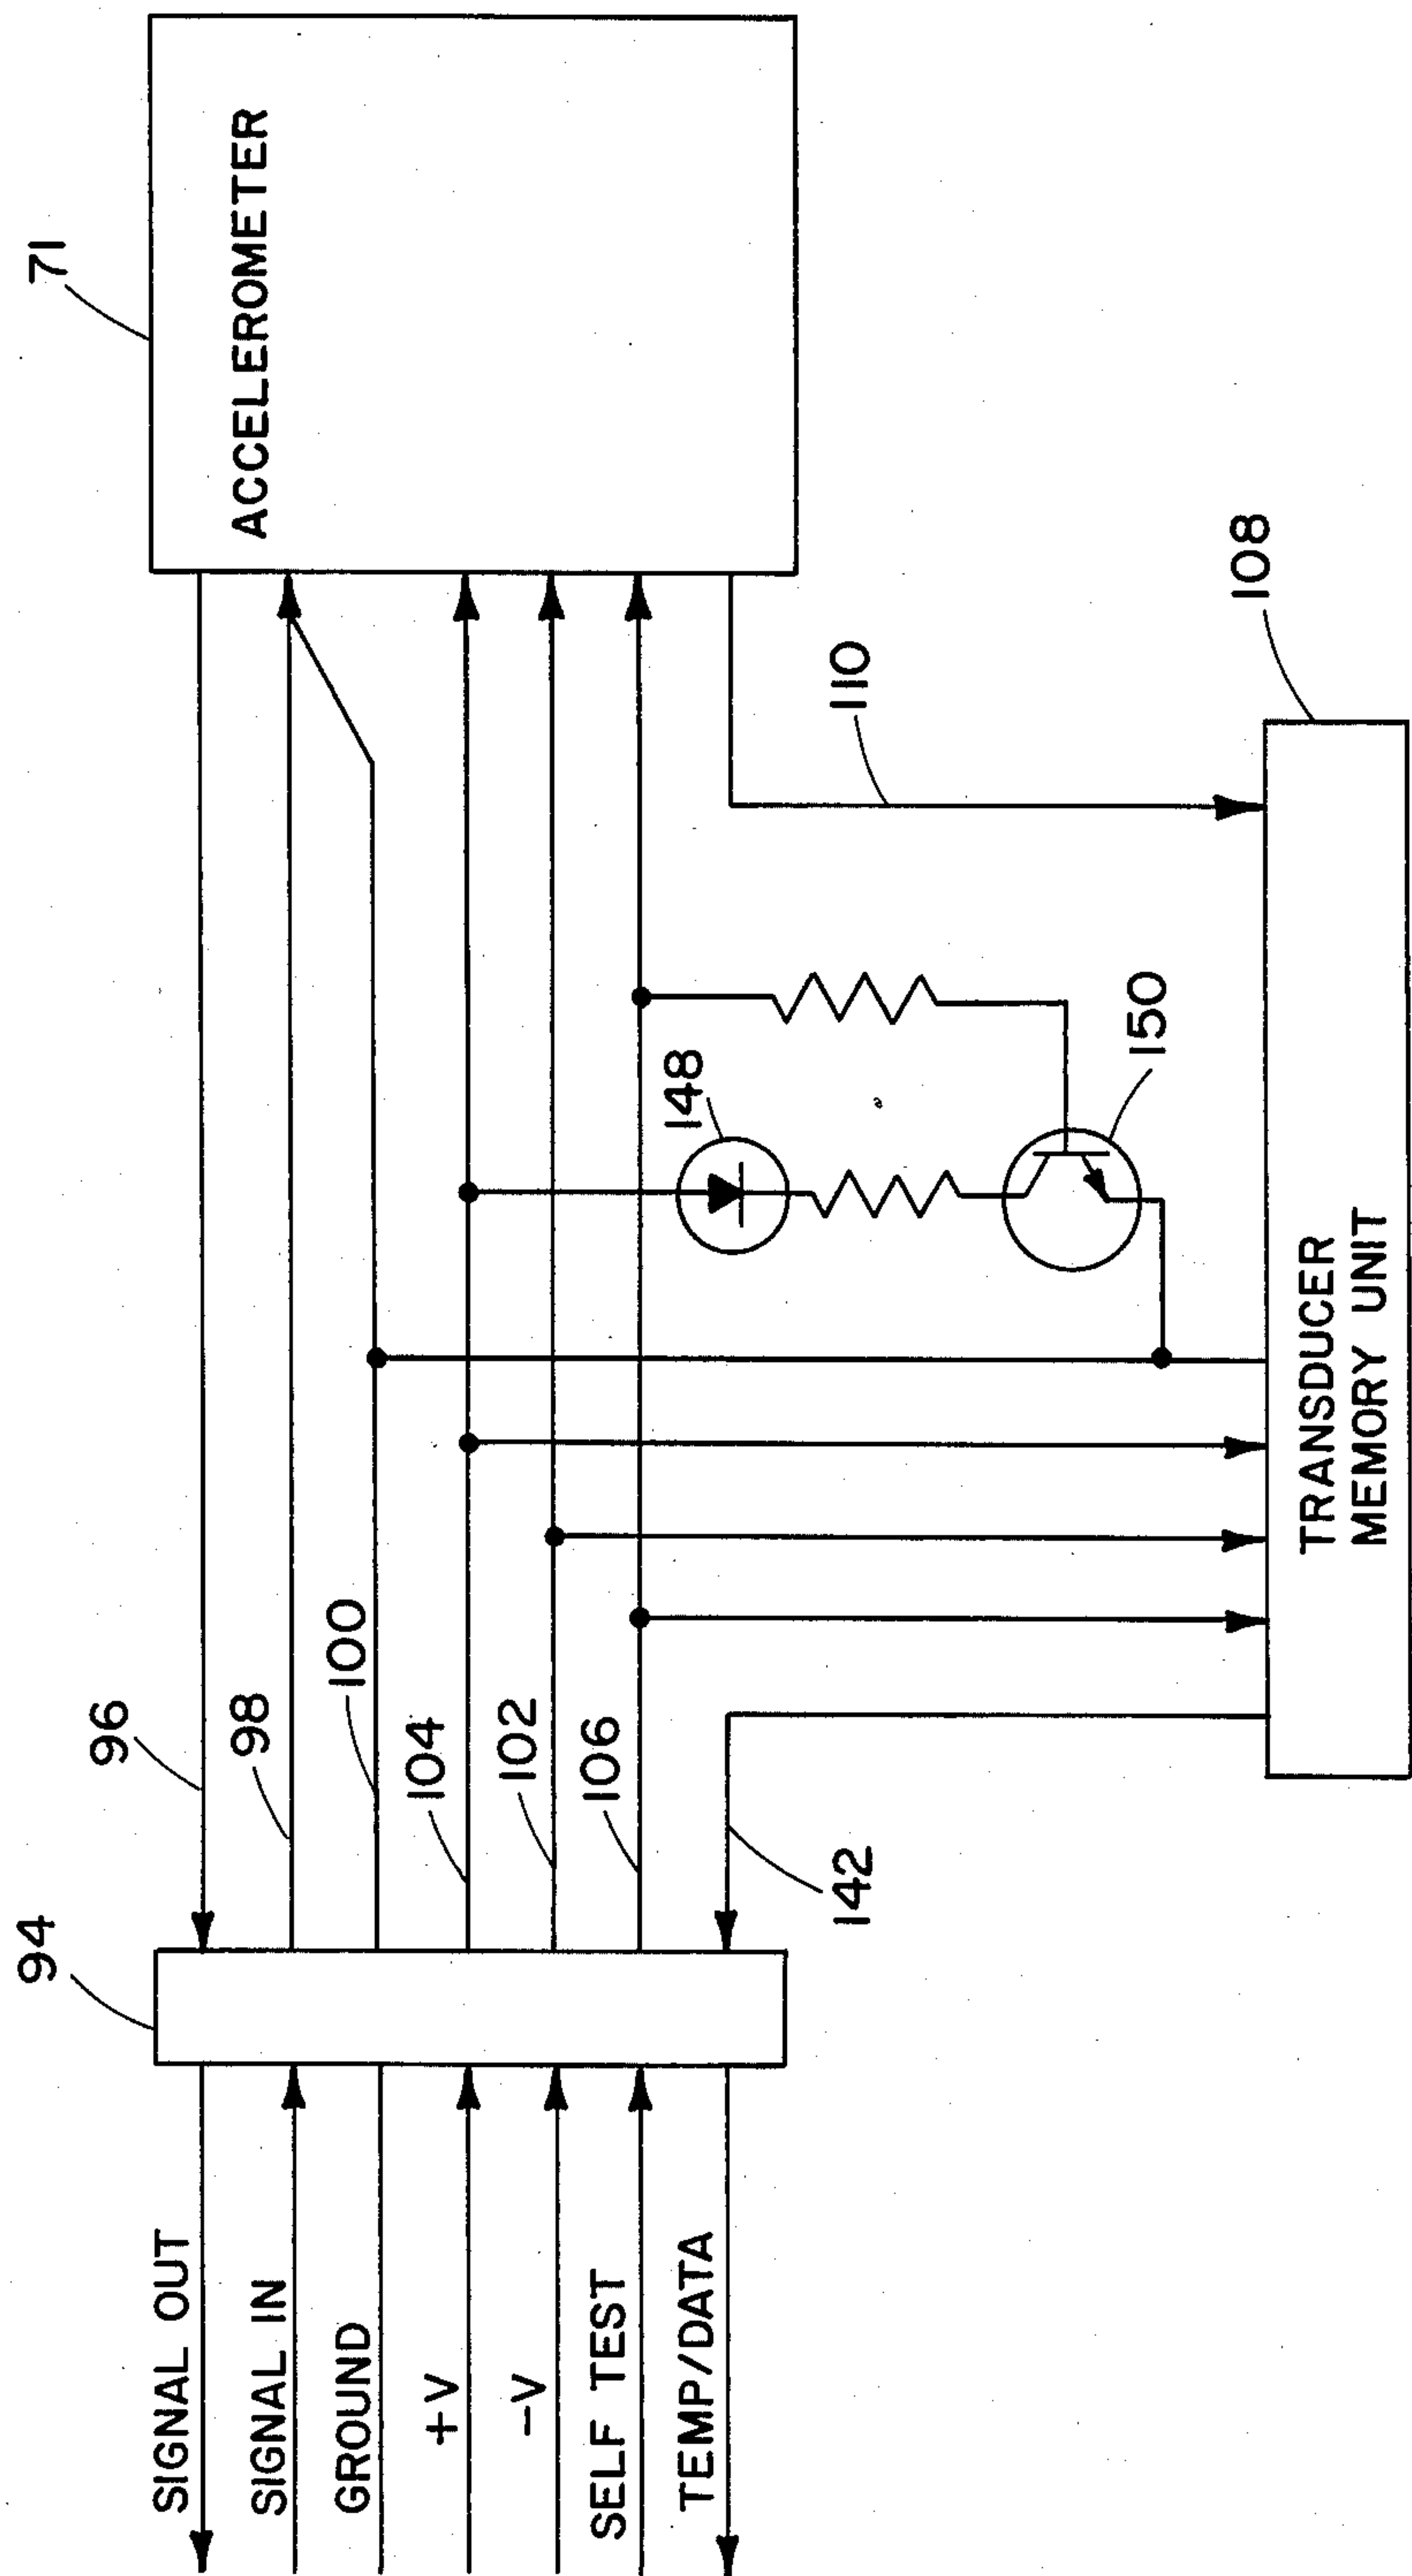 94
96
98
100
104
102
106
142
71
110
148
150
108
SIGNAL OUT
SIGNAL IN
GROUND
+V
-V
SELF TEST
TEMP/DATA
ACCELEROMETER
TRANSDUCER
MEMORY UNIT